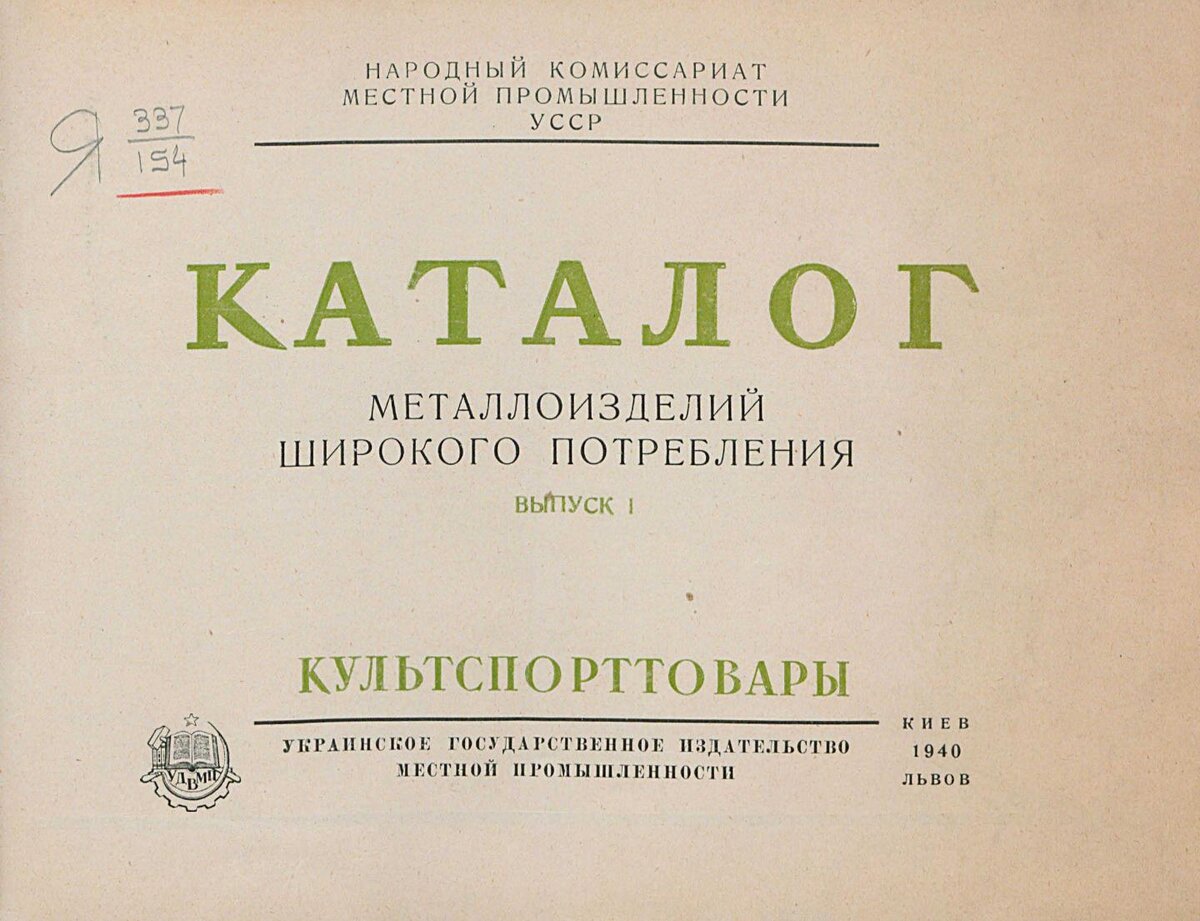 НАРОДНЫЙ КОМИССАРИАТ
МЕСТНОЙ ПРОМЫШЛЕННОСТИ
УССР
Я 337
154
КАТАЛОГ
МЕТАЛЛОИЗДЕЛИЙ
ШИРОКОГО ПОТРЕБЛЕНИЯ
ВЫПУСК I
КУЛЬТСПОРТТОВАРЫ
УДВМП
УКРАИНСКОЕ ГОСУДАРСТВЕННОЕ ИЗДАТЕЛЬСТВО
МЕСТНОЙ ПРОМЫШЛЕННОСТИ
КИЕВ
1940
ЛЬВОВ